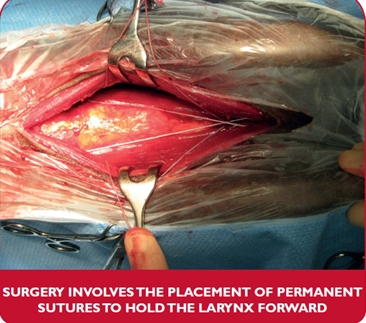 SURGERY INVOLVES THE PLACEMENT OF PERMANENT
SUTURES TO HOLD THE LARYNX FORWARD